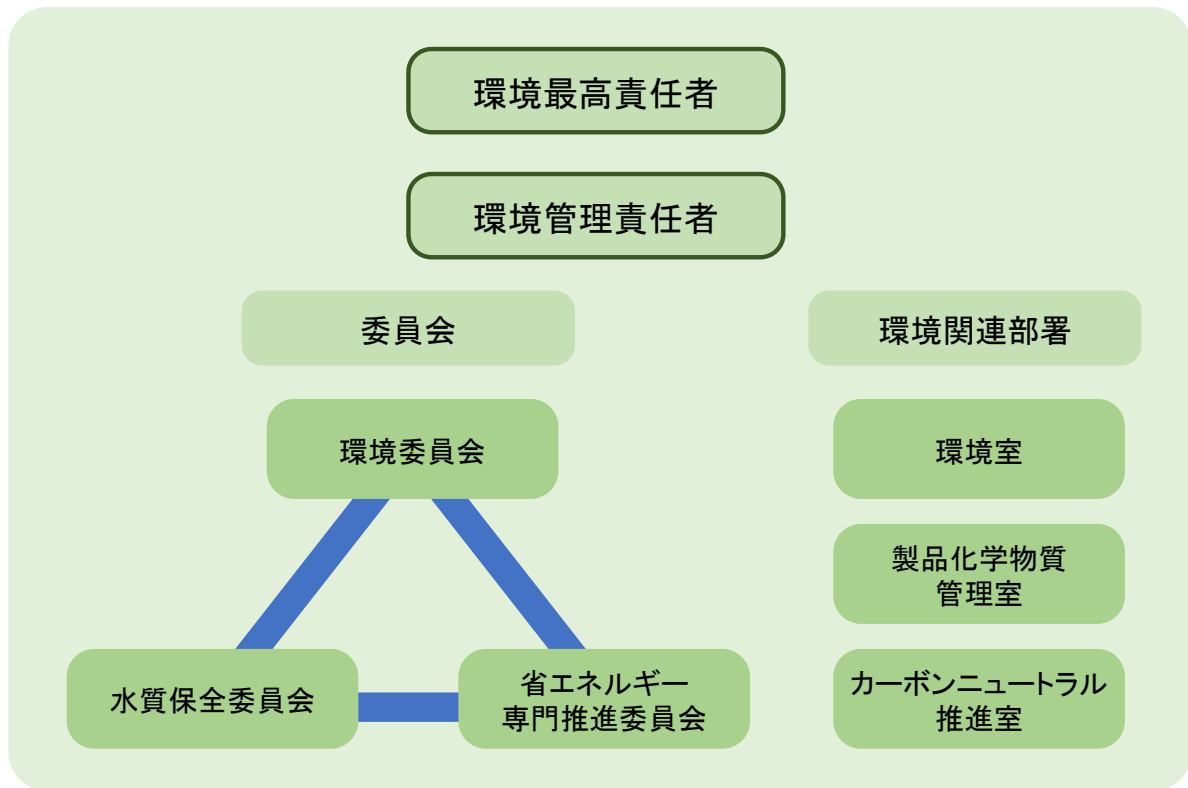 環境最高責任者
環境管理責任者
委員会
環境関連部署
環境委員会
環境室
製品化学物質
管理室
水質保全委員会
省エネルギー
専門推進委員会
カーボンニュートラル
推進室